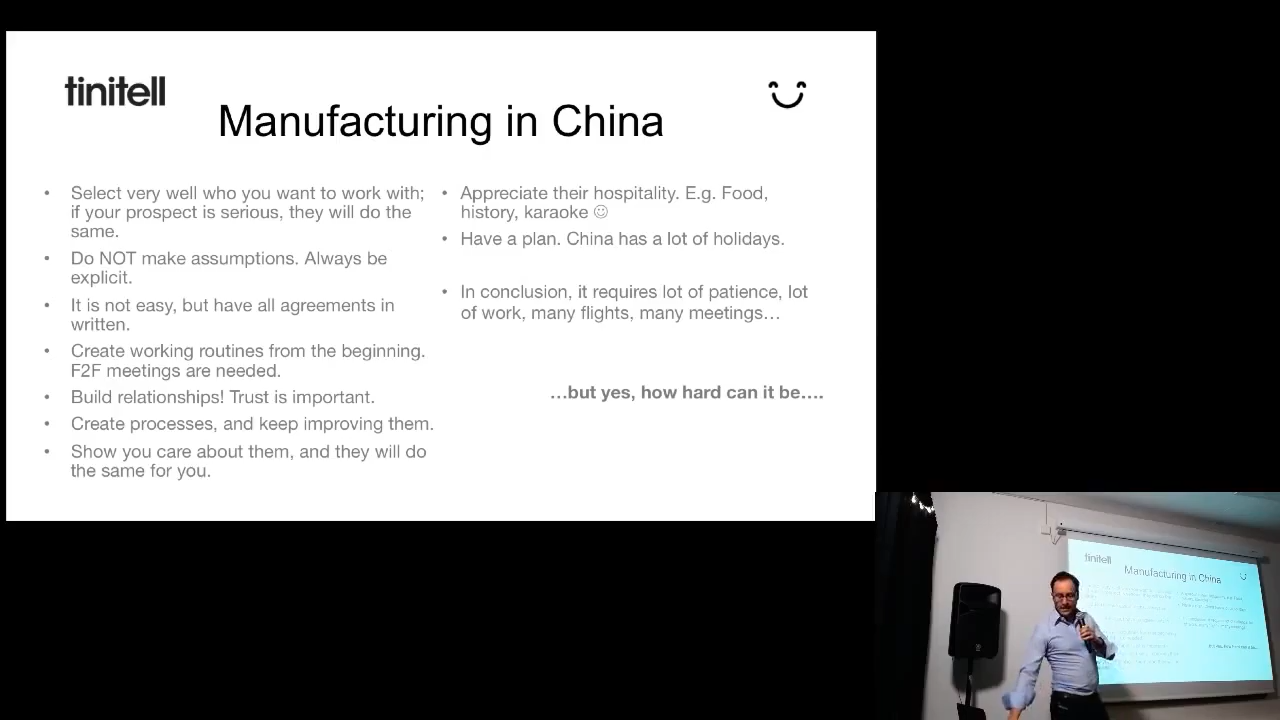 tinitell
Manufacturing in China
• Select very well who you want to work with;
if your prospect is serious, they will do the
same.
• Do NOT make assumptions. Always be
explicit.
• It is not easy, but have all agreements in
written.
• Create working routines from the beginning.
F2F meetings are needed.
• Build relationships! Trust is important.
• Create processes, and keep improving them.
• Show you care about them, and they will do
the same for you.
• Appreciate their hospitality. E.g. Food,
history, karaoke ☺
• Have a plan. China has a lot of holidays.
• In conclusion, it requires lot of patience, lot
of work, many flights, many meetings…
…but yes, how hard can it be….
tinitell
Manufacturing in China